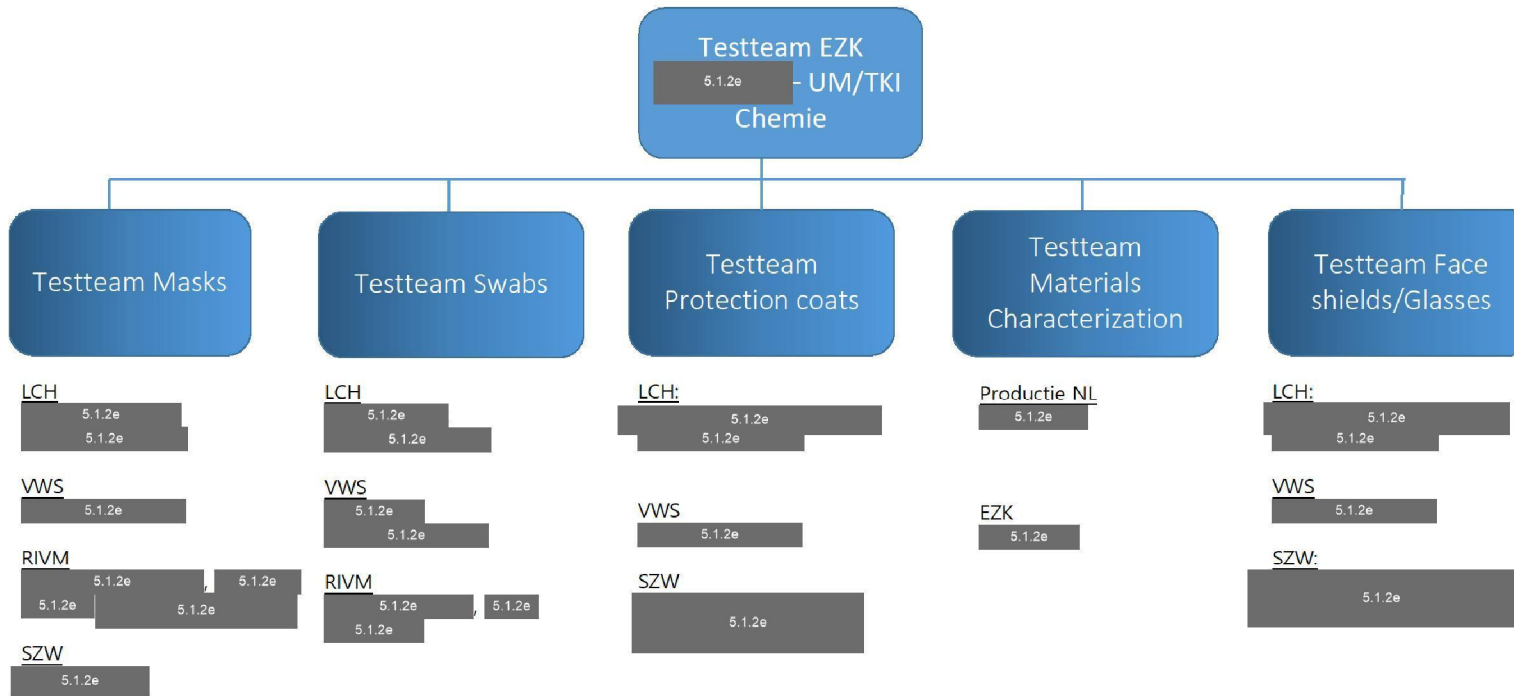 Testteam EZK
5.1.2e - UM/TKI
Chemie
Testteam Masks
Testteam Swabs
Testteam
Protection coats
Testteam
Materials
Characterization
Testteam Face
shields/Glasses
LCH
5.1.2e
5.1.2e
VWS
5.1.2e
RIVM
5.1.2e , 5.1.2e
5.1.2e 5.1.2e
SZW
5.1.2e
LCH
5.1.2e
5.1.2e
VWS
5.1.2e
5.1.2e
RIVM
5.1.2e , 5.1.2e
5.1.2e
LCH:
5.1.2e
5.1.2e
VWS
5.1.2e
SZW
5.1.2e
Productie NL
5.1.2e
EZK
5.1.2e
LCH:
5.1.2e
5.1.2e
VWS
5.1.2e
SZW:
5.1.2e